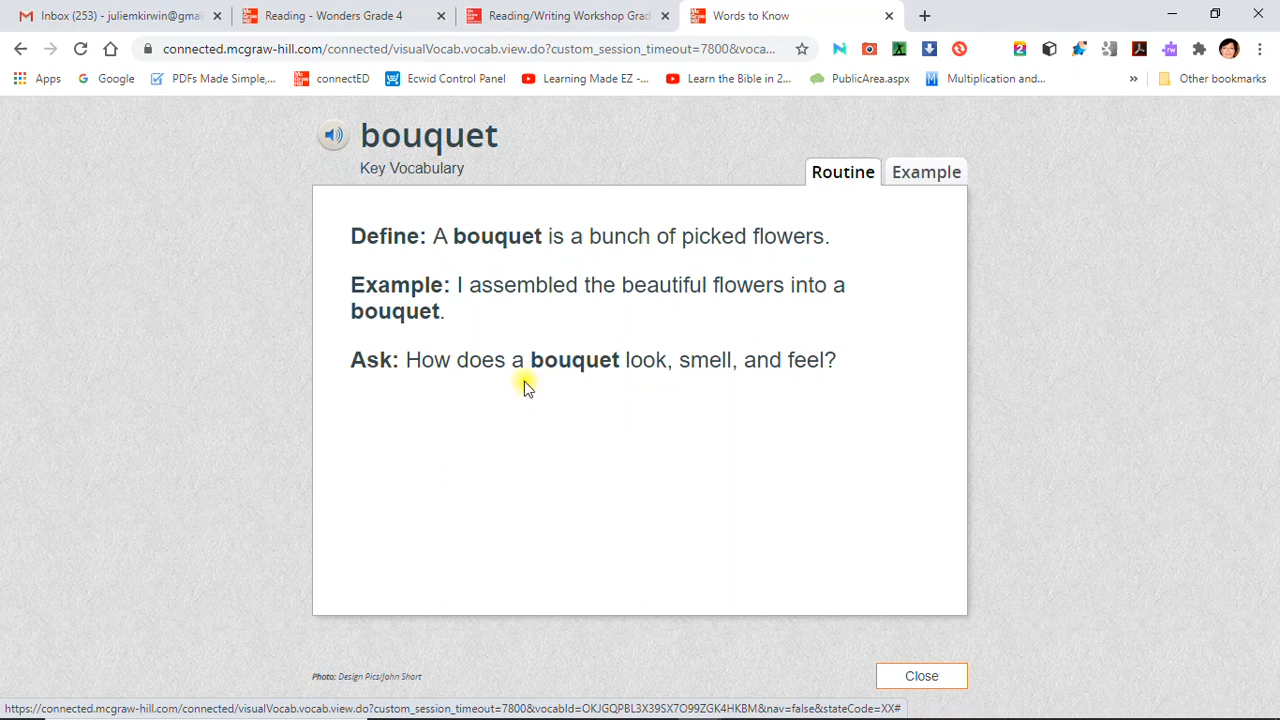 Inbox (253) - juliemkirwin@gma
Reading - Wonders Grade 4
Reading/Writing Workshop Grad
Words to Know
connected.mcgraw-hill.com/connected/visualVocab.vocab.view.do?custom_session_timeout=7800&voca...
Apps
Google
PDFs Made Simple,...
connectED
Ecwid Control Panel
Learning Made EZ -...
Learn the Bible in 2...
PublicArea.aspx
Multiplication and...
»
Other bookmarks
bouquet
Key Vocabulary
Routine
Example
Define: A bouquet is a bunch of picked flowers.
Example: I assembled the beautiful flowers into a
bouquet.
Ask: How does a bouquet look, smell, and feel?
Photo: Design Pics/John Short
Close
https://connected.mcgraw-hill.com/connected/visualVocab.vocab.view.do?custom_session_timeout=7800&vocabId=OKJGQPBL3X39SX7O99ZGK4HKBM&nav=false&stateCode=XX#